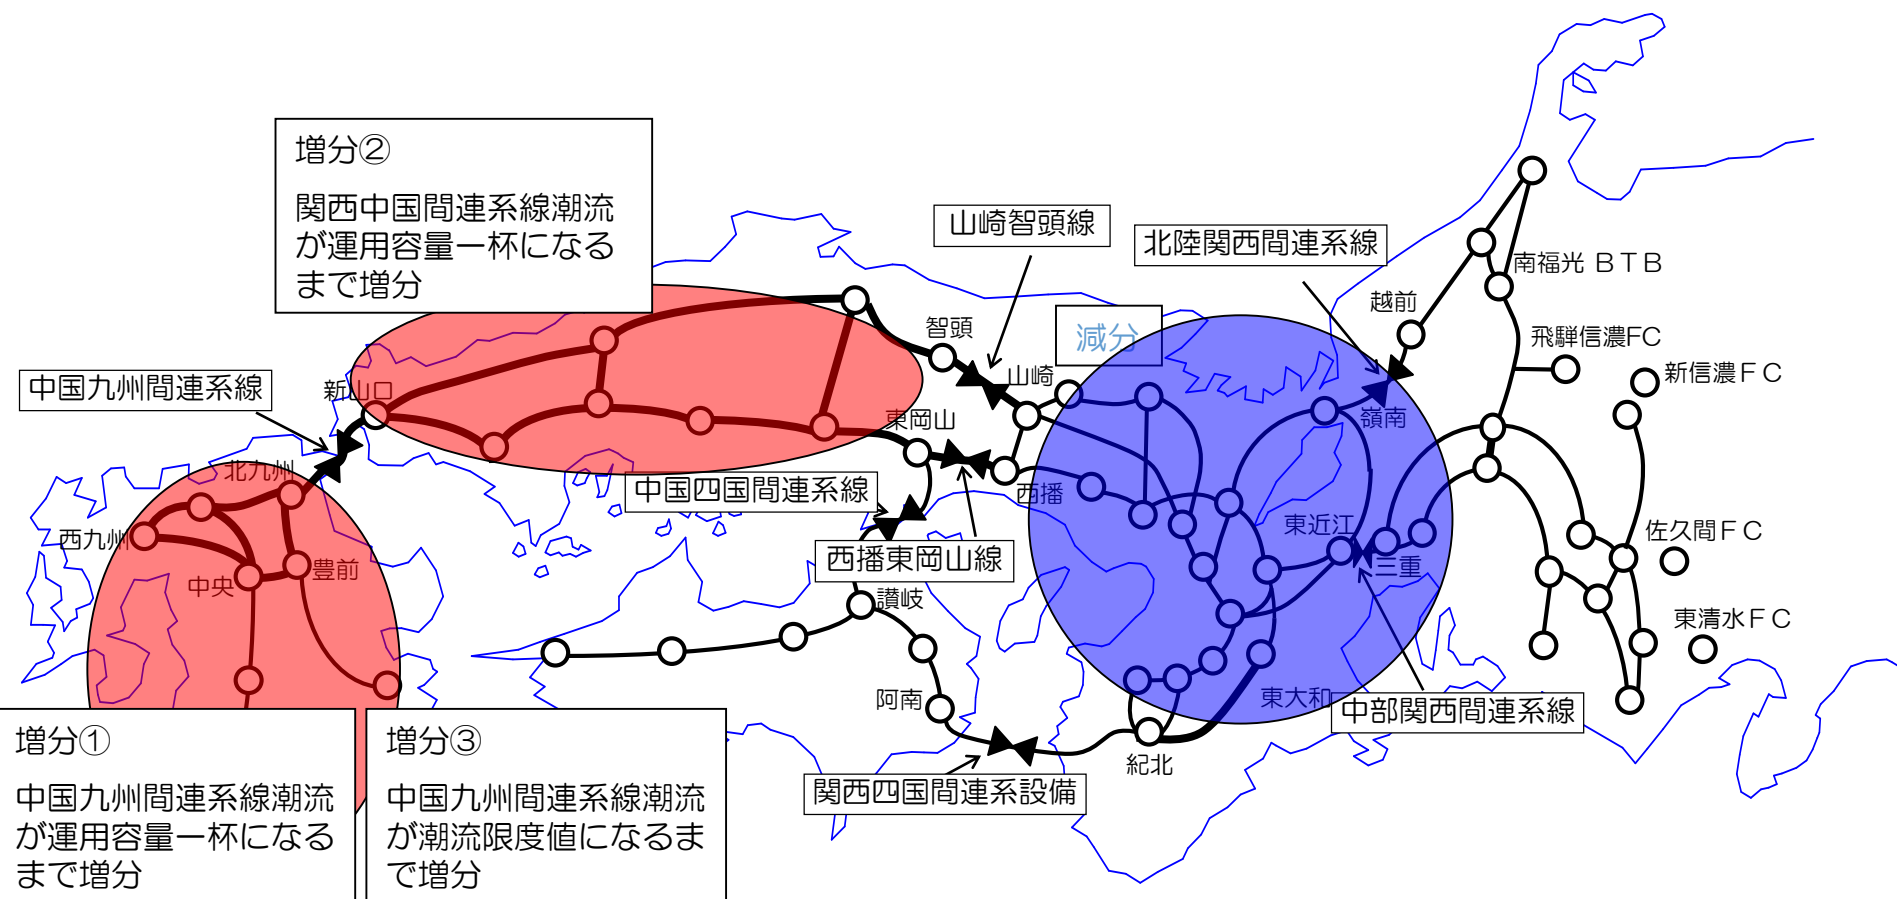 増分②
関西中国間連系線潮流
が運用容量一杯になる
まで増分
山崎智頭線
北陸関西間連系線
南福光 BTB
越前
飛騨信濃FC
智頭
減分
山崎
新信濃FC
中国九州間連系線
新山口
東岡山
嶺南
北九州
中国四国間連系線
西播
西九州
東近江
佐久間FC
西播東岡山線
三重
中央
豊前
讃岐
東清水FC
阿南
東大和
中部関西間連系線
紀北
関西四国間連系設備
増分①
中国九州間連系線潮流
が運用容量一杯になる
まで増分
増分③
中国九州間連系線潮流
が潮流限度値になるま
で増分